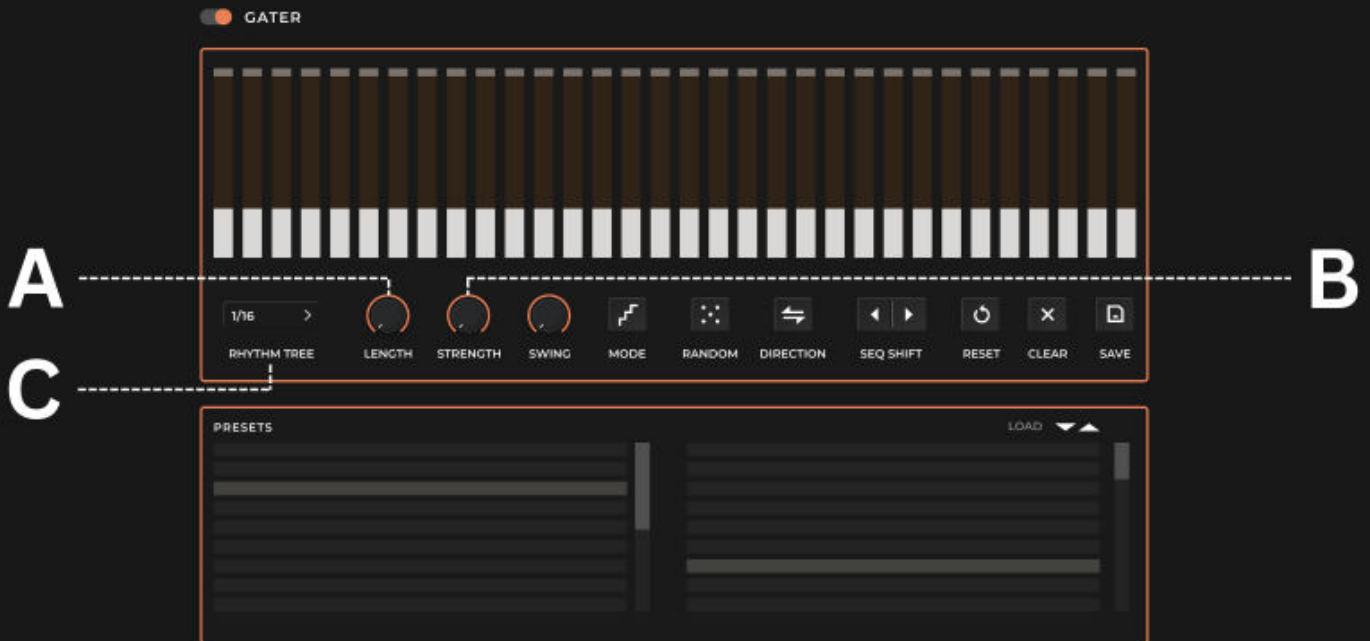 GATER
A
B
1/16
RHYTHM TREE LENGTH STRENGTH SWING MODE RANDOM DIRECTION SEQ SHIFT RESET CLEAR SAVE
C
PRESETS LOAD